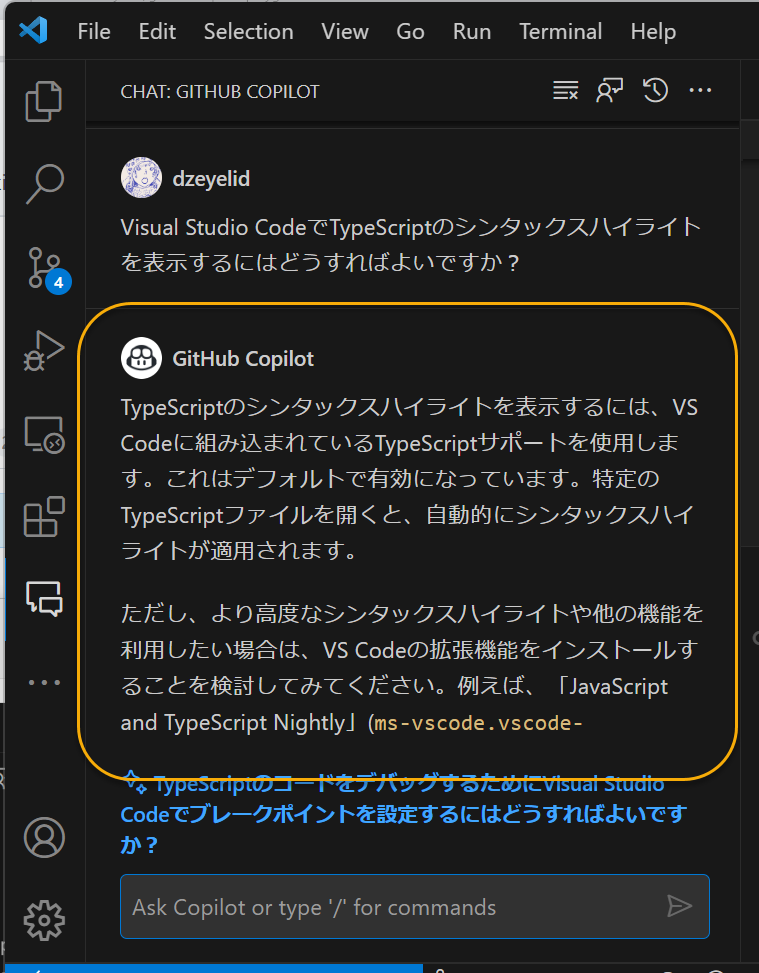 File Edit Selection View Go Run Terminal Help
CHAT: GITHUB COPILOT
dzeyelid
Visual Studio CodeでTypeScriptのシンタックスハイライト
を表示するにはどうすればよいですか？
4
GitHub Copilot
TypeScriptのシンタックスハイライトを表示するには、VS
Codeに組み込まれているTypeScriptサポートを使用しま
す。これはデフォルトで有効になっています。特定の
TypeScriptファイルを開くと、自動的にシンタックスハイ
ライトが適用されます。
ただし、より高度なシンタックスハイライトや他の機能を
利用したい場合は、VS Codeの拡張機能をインストールす
ることを検討してみてください。例えば、「JavaScript
and TypeScript Nightly」(ms-vscode.vscode-
TypeScriptのコードをデバッグするためにVisual Studio
Codeでブレークポイントを設定するにはどうすればよいです
か？
Ask Copilot or type '/' for commands